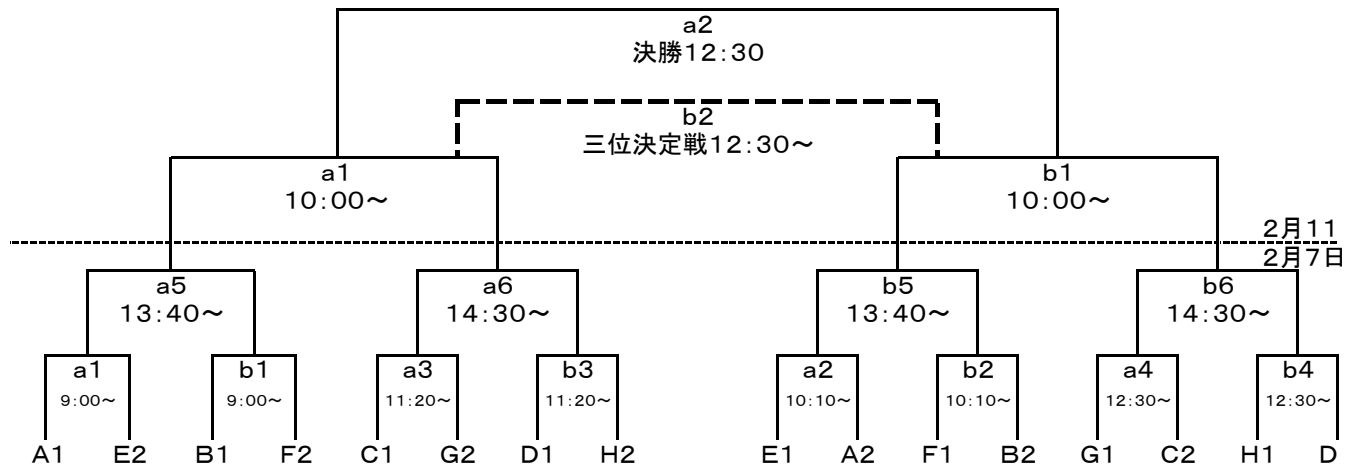 a2
決勝12:30
b2
三位決定戦12:30～
a1
10:00～
b1
10:00～
2月11
2月7日
a5
13:40～
a6
14:30～
b5
13:40～
b6
14:30～
a1
9:00～
b1
9:00～
a3
11:20～
b3
11:20～
a2
10:10～
b2
10:10～
a4
12:30～
b4
12:30～
A1 E2 B1 F2 C1 G2 D1 H2 E1 A2 F1 B2 G1 C2 H1 D